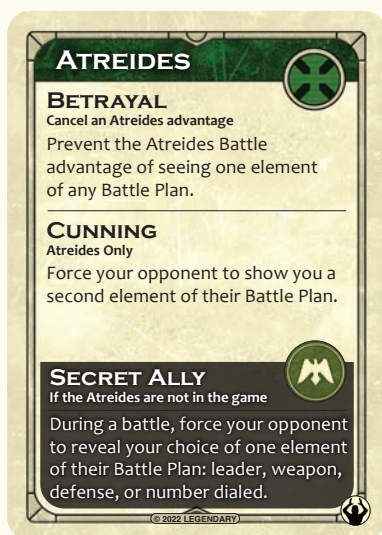 ATREIDES
BETRAYAL
Cancel an Atreides advantage
Prevent the Atreides Battle
advantage of seeing one element
of any Battle Plan.
CUNNING
Atreides Only
Force your opponent to show you a
second element of their Battle Plan.
SECRET ALLY
If the Atreides are not in the game
During a battle, force your opponent
to reveal your choice of one element
of their Battle Plan: leader, weapon,
defense, or number dialed.
© 2022 LEGENDARY